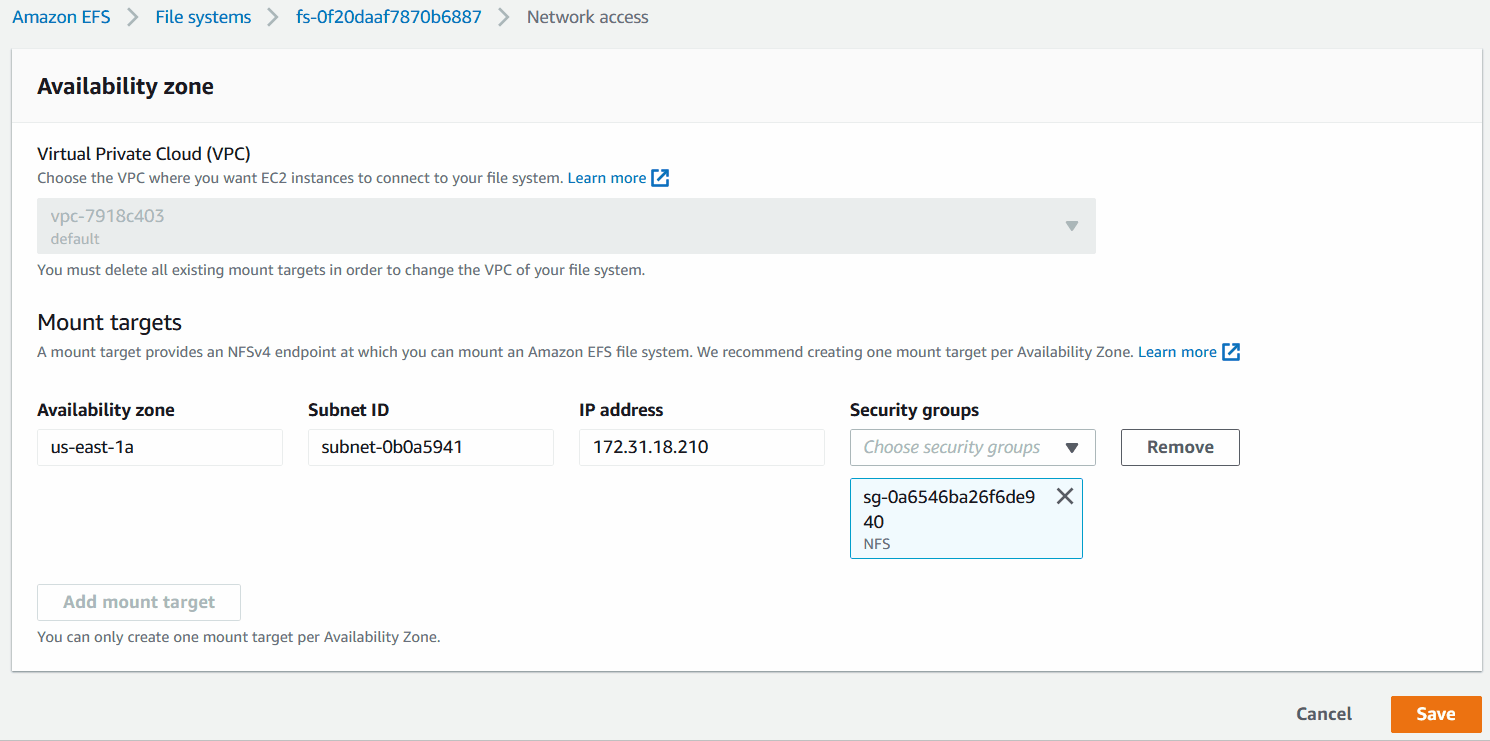 Amazon EFS > File systems > fs-0f20daaf7870b6887 > Network access
Availability zone
Virtual Private Cloud (VPC)
Choose the VPC where you want EC2 instances to connect to your file system. Learn more
vpc-7918c403
default
You must delete all existing mount targets in order to change the VPC of your file system.
Mount targets
A mount target provides an NFSv4 endpoint at which you can mount an Amazon EFS file system. We recommend creating one mount target per Availability Zone. Learn more
Availability zone Subnet ID IP address Security groups
us-east-1a subnet-0b0a5941 172.31.18.210 Choose security groups Remove
sg-0a6546ba26f6de9
40
NFS
Add mount target
You can only create one mount target per Availability Zone.
Cancel Save